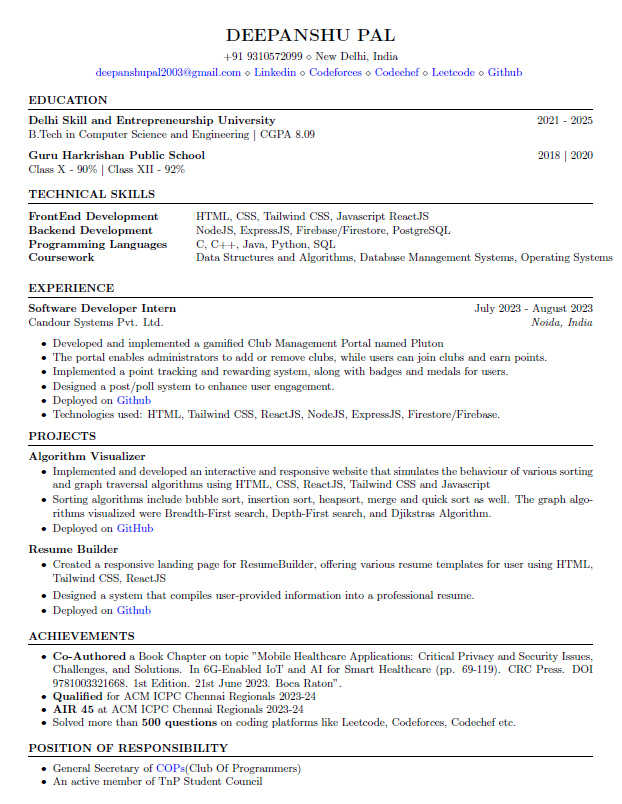 DEEPANSHU PAL
+91 9310572099 ⋄ New Delhi, India
deepanshupal2003@gmail.com ⋄ Linkedin ⋄ Codeforces ⋄ Codechef ⋄ Leetcode ⋄ Github
EDUCATION
Delhi Skill and Entrepreneurship University 2021 - 2025
B.Tech in Computer Science and Engineering | CGPA 8.09
Guru Harkrishan Public School 2018 | 2020
Class X - 90% | Class XII - 92%
TECHNICAL SKILLS
FrontEnd Development HTML, CSS, Tailwind CSS, Javascript ReactJS
Backend Development NodeJS, ExpressJS, Firebase/Firestore, PostgreSQL
Programming Languages C, C++, Java, Python, SQL
Coursework Data Structures and Algorithms, Database Management Systems, Operating Systems
EXPERIENCE
Software Developer Intern July 2023 - August 2023
Candour Systems Pvt. Ltd. Noida, India
• Developed and implemented a gamified Club Management Portal named Pluton
• The portal enables administrators to add or remove clubs, while users can join clubs and earn points.
• Implemented a point tracking and rewarding system, along with badges and medals for users.
• Designed a post/poll system to enhance user engagement.
• Deployed on Github
• Technologies used: HTML, Tailwind CSS, ReactJS, NodeJS, ExpressJS, Firestore/Firebase.
PROJECTS
Algorithm Visualizer
• Implemented and developed an interactive and responsive website that simulates the behaviour of various sorting
and graph traversal algorithms using HTML, CSS, ReactJS, Tailwind CSS and Javascript
• Sorting algorithms include bubble sort, insertion sort, heapsort, merge and quick sort as well. The graph algo-
rithms visualized were Breadth-First search, Depth-First search, and Djikstras Algorithm.
• Deployed on GitHub
Resume Builder
• Created a responsive landing page for ResumeBuilder, offering various resume templates for user using HTML,
Tailwind CSS, ReactJS
• Designed a system that compiles user-provided information into a professional resume.
• Deployed on Github
ACHIEVEMENTS
• Co-Authored a Book Chapter on topic "Mobile Healthcare Applications: Critical Privacy and Security Issues,
Challenges, and Solutions. In 6G-Enabled IoT and AI for Smart Healthcare (pp. 69-119). CRC Press. DOI
9781003321668. 1st Edition. 21st June 2023. Boca Raton".
• Qualified for ACM ICPC Chennai Regionals 2023-24
• AIR 45 at ACM ICPC Chennai Regionals 2023-24
• Solved more than 500 questions on coding platforms like Leetcode, Codeforces, Codechef etc.
POSITION OF RESPONSIBILITY
• General Secretary of COPs(Club Of Programmers)
• An active member of TnP Student Council